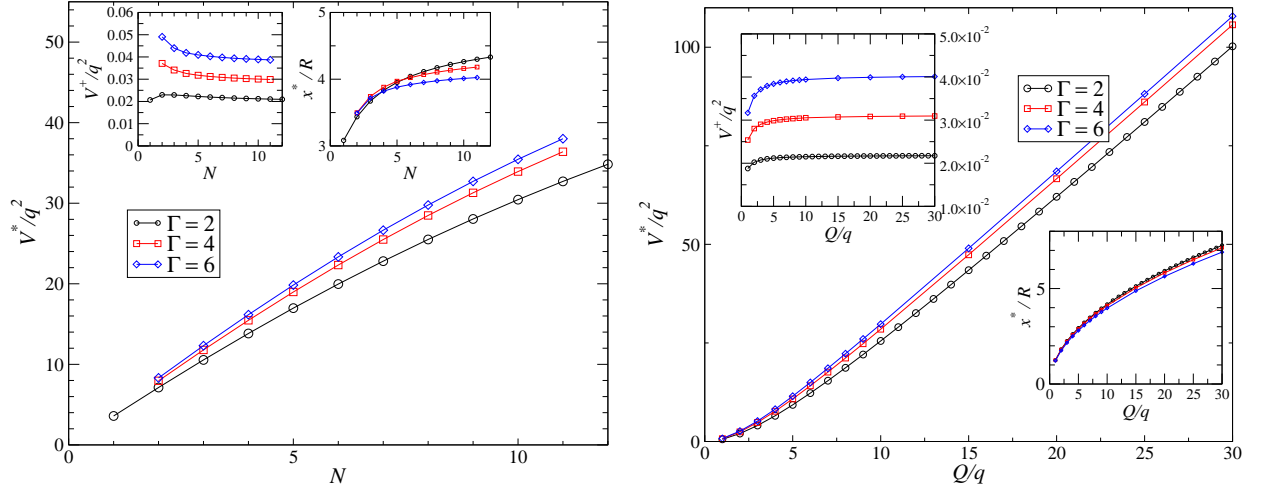 0.06
0.05
0.04
0.03
0.02
0.01
0
V⁺/q²
0 5 10
N
5
4
3
x* / R
0 5 10
N
50
40
30
20
10
0
V*/q²
Γ = 2
Γ = 4
Γ = 6
0 5 10
N
100
50
0
V*/q²
5.0×10⁻²
4.0×10⁻²
3.0×10⁻²
2.0×10⁻²
1.0×10⁻²
V⁺/q²
0 5 10 15 20 25 30
Q/q
Γ = 2
Γ = 4
Γ = 6
5
0
x* / R
0 5 10 15 20 25 30
Q/q
0 5 10 15 20 25 30
Q/q